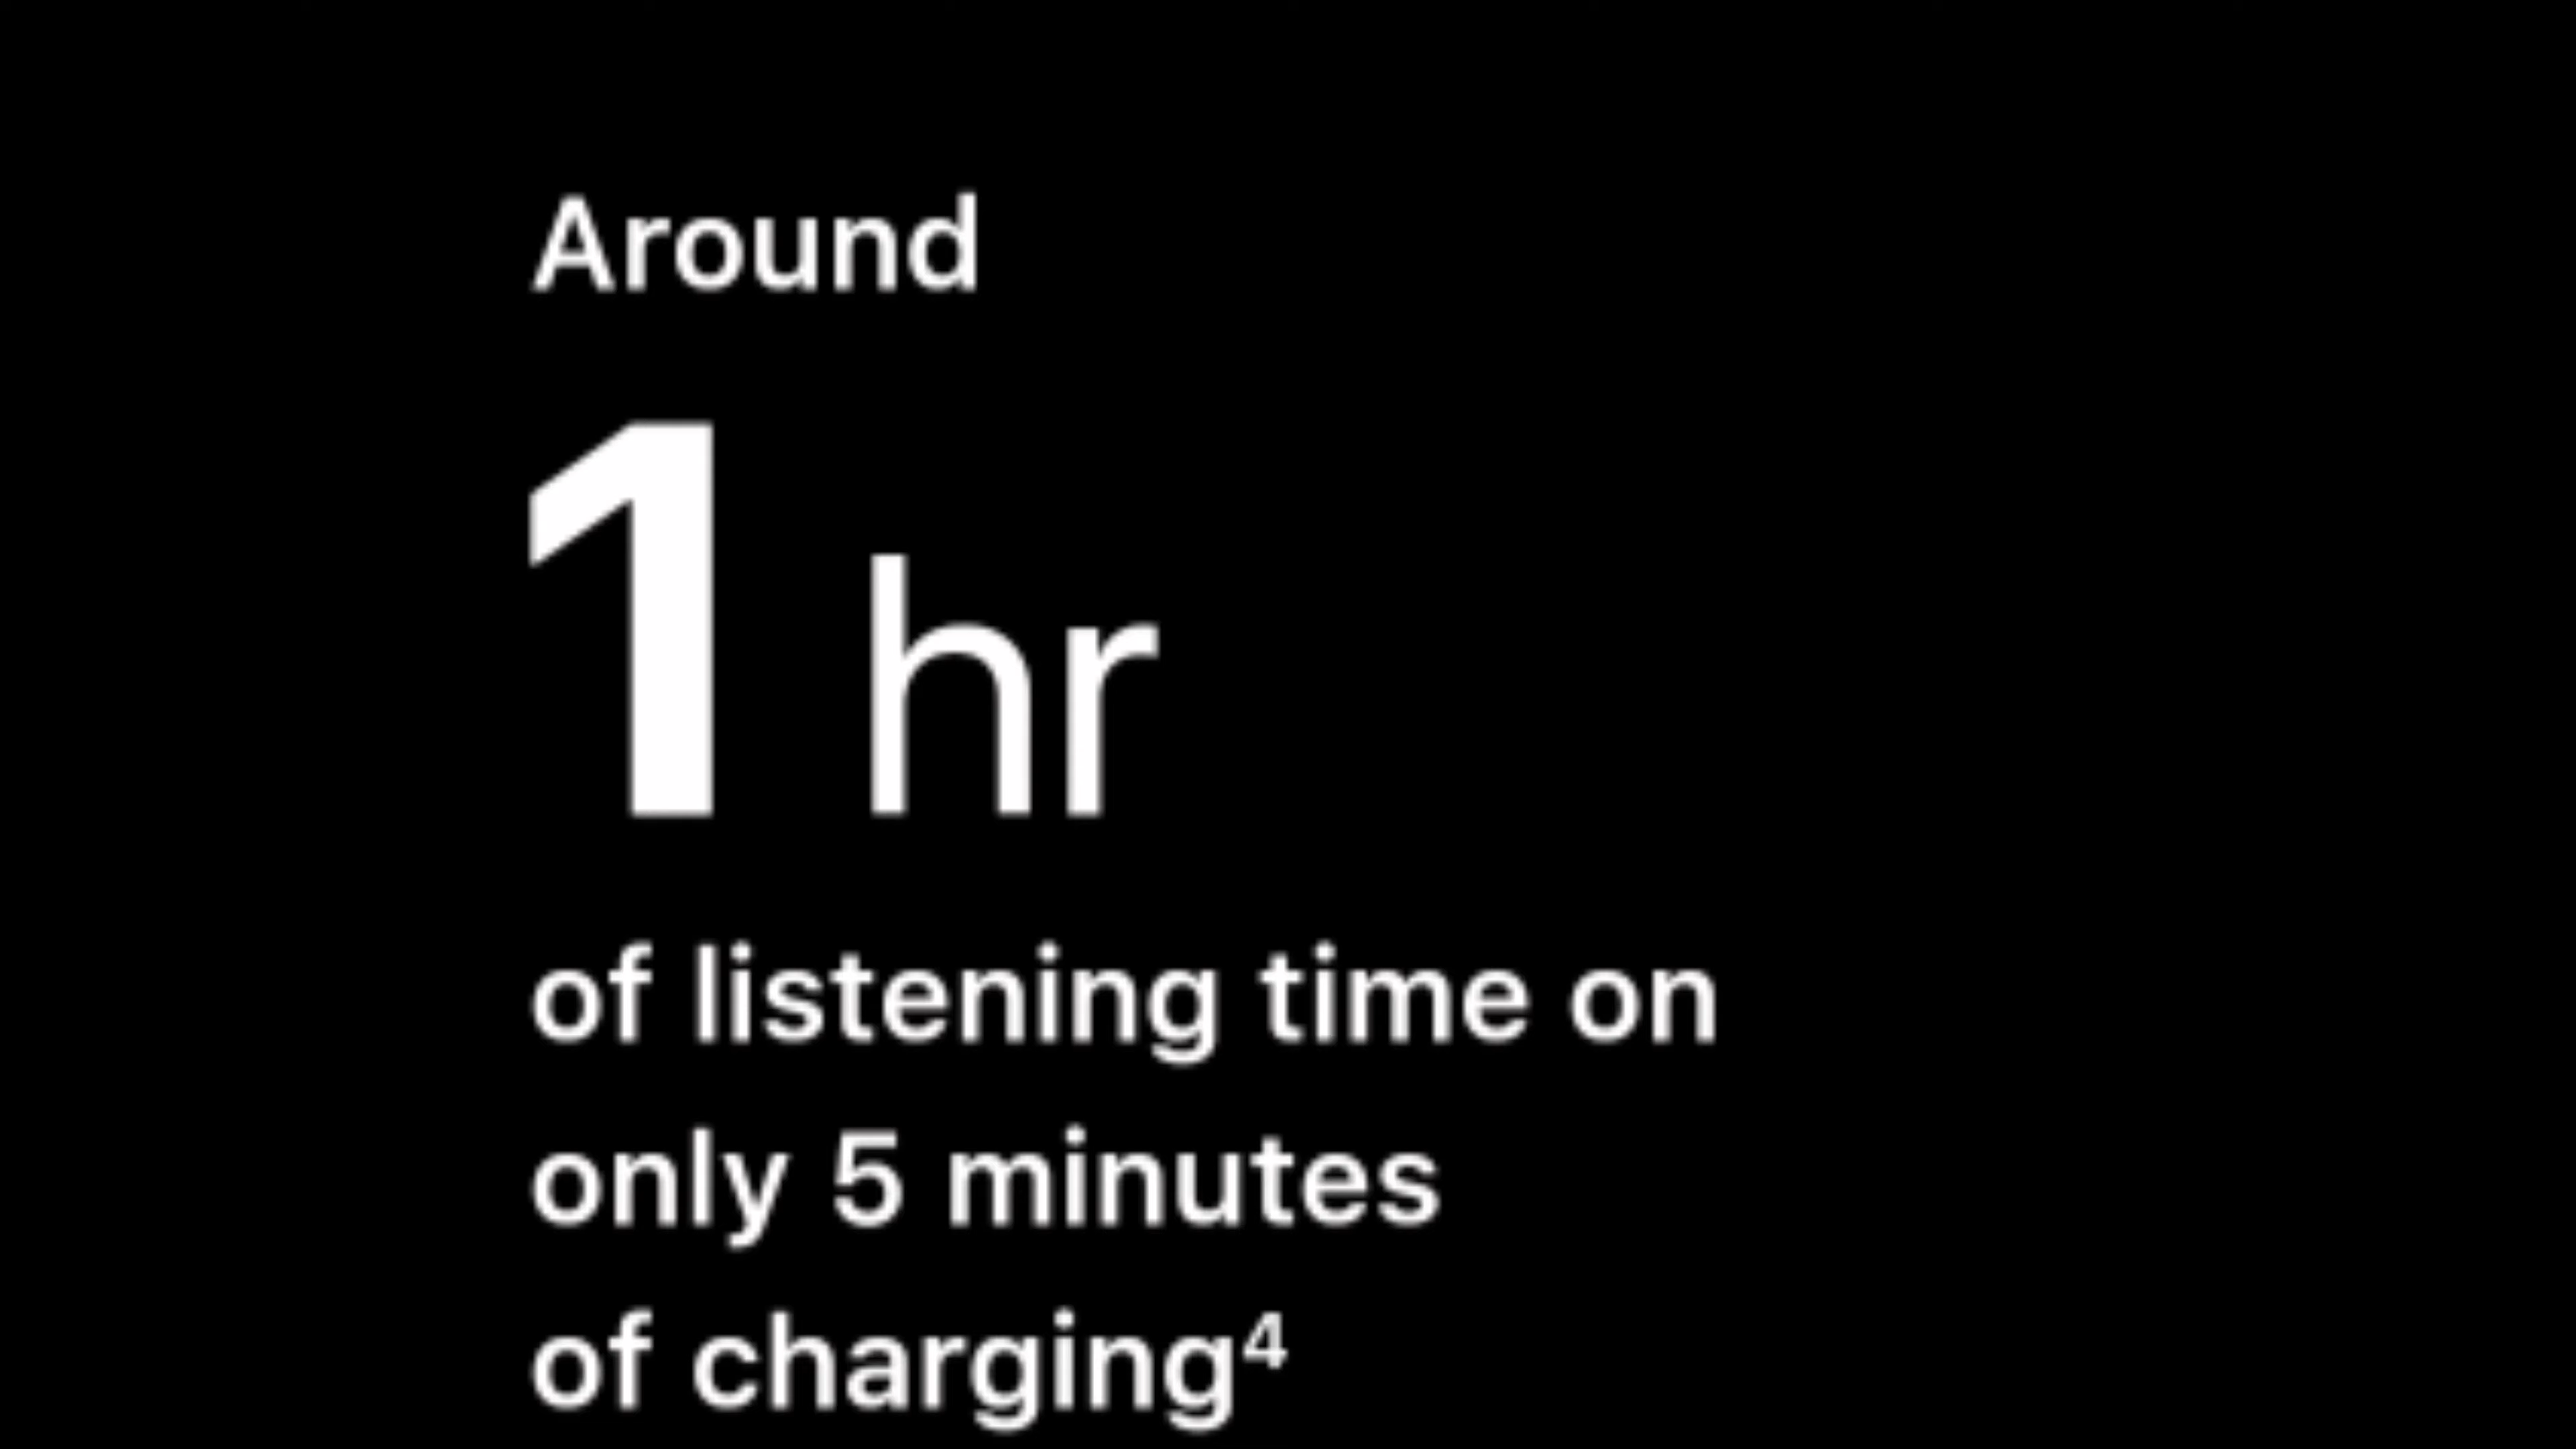 Around
1 hr
of listening time on
only 5 minutes
of charging⁴